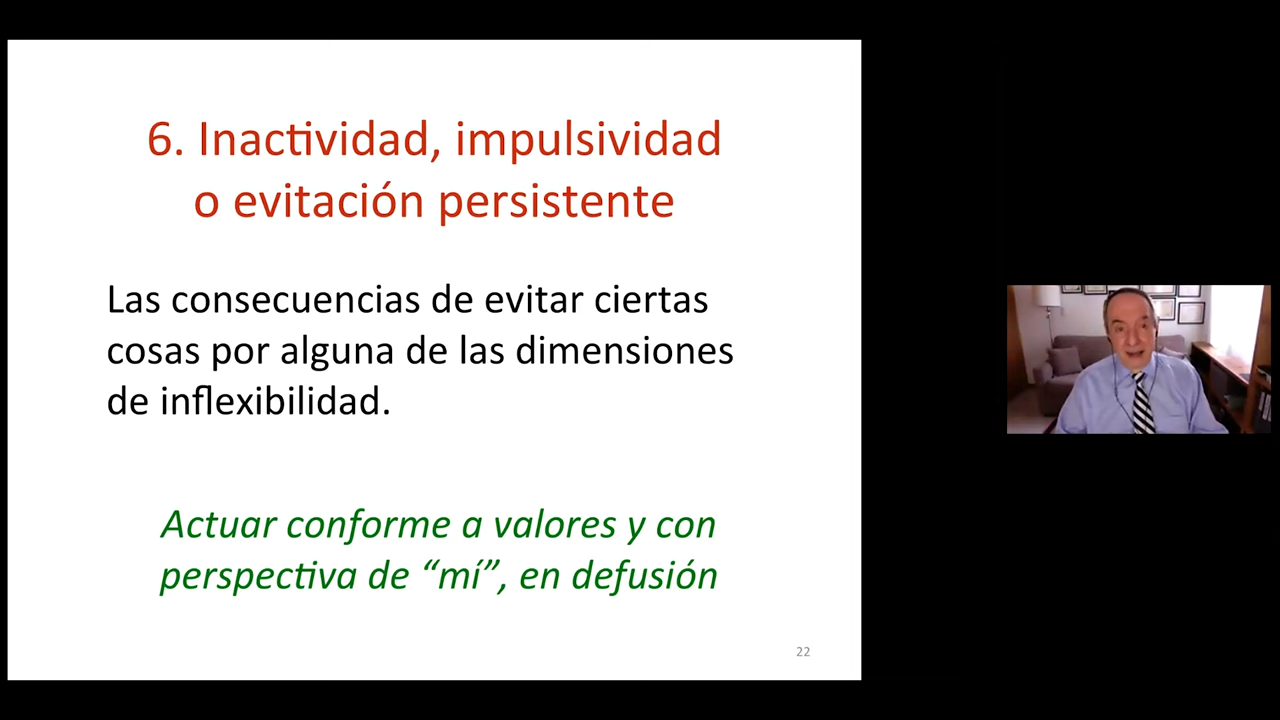 6. Inactividad, impulsividad
o evitación persistente
Las consecuencias de evitar ciertas
cosas por alguna de las dimensiones
de inflexibilidad.
Actuar conforme a valores y con
perspectiva de “mí”, en defusión
22